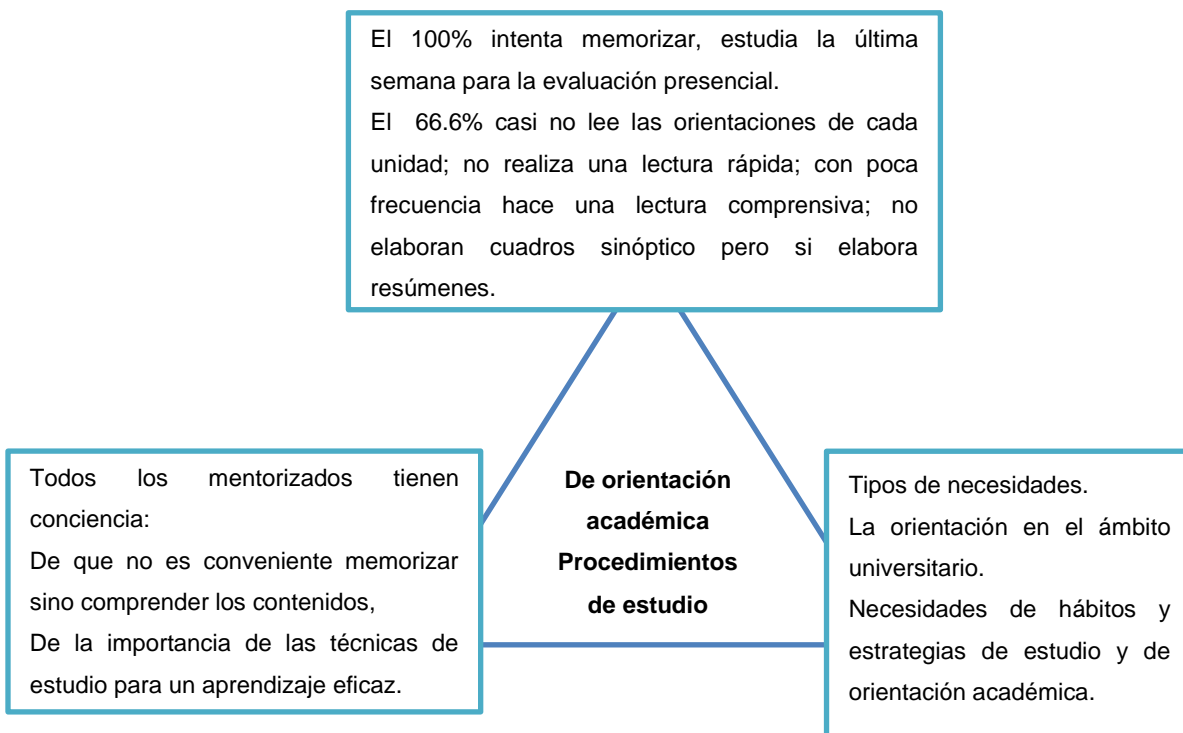 El 100% intenta memorizar, estudia la última
semana para la evaluación presencial.
El 66.6% casi no lee las orientaciones de cada
unidad; no realiza una lectura rápida; con poca
frecuencia hace una lectura comprensiva; no
elaboran cuadros sinóptico pero si elabora
resúmenes.
Todos los mentorizados tienen
conciencia:
De que no es conveniente memorizar
sino comprender los contenidos,
De la importancia de las técnicas de
estudio para un aprendizaje eficaz.
De orientación
académica
Procedimientos
de estudio
Tipos de necesidades.
La orientación en el ámbito
universitario.
Necesidades de hábitos y
estrategias de estudio y de
orientación académica.